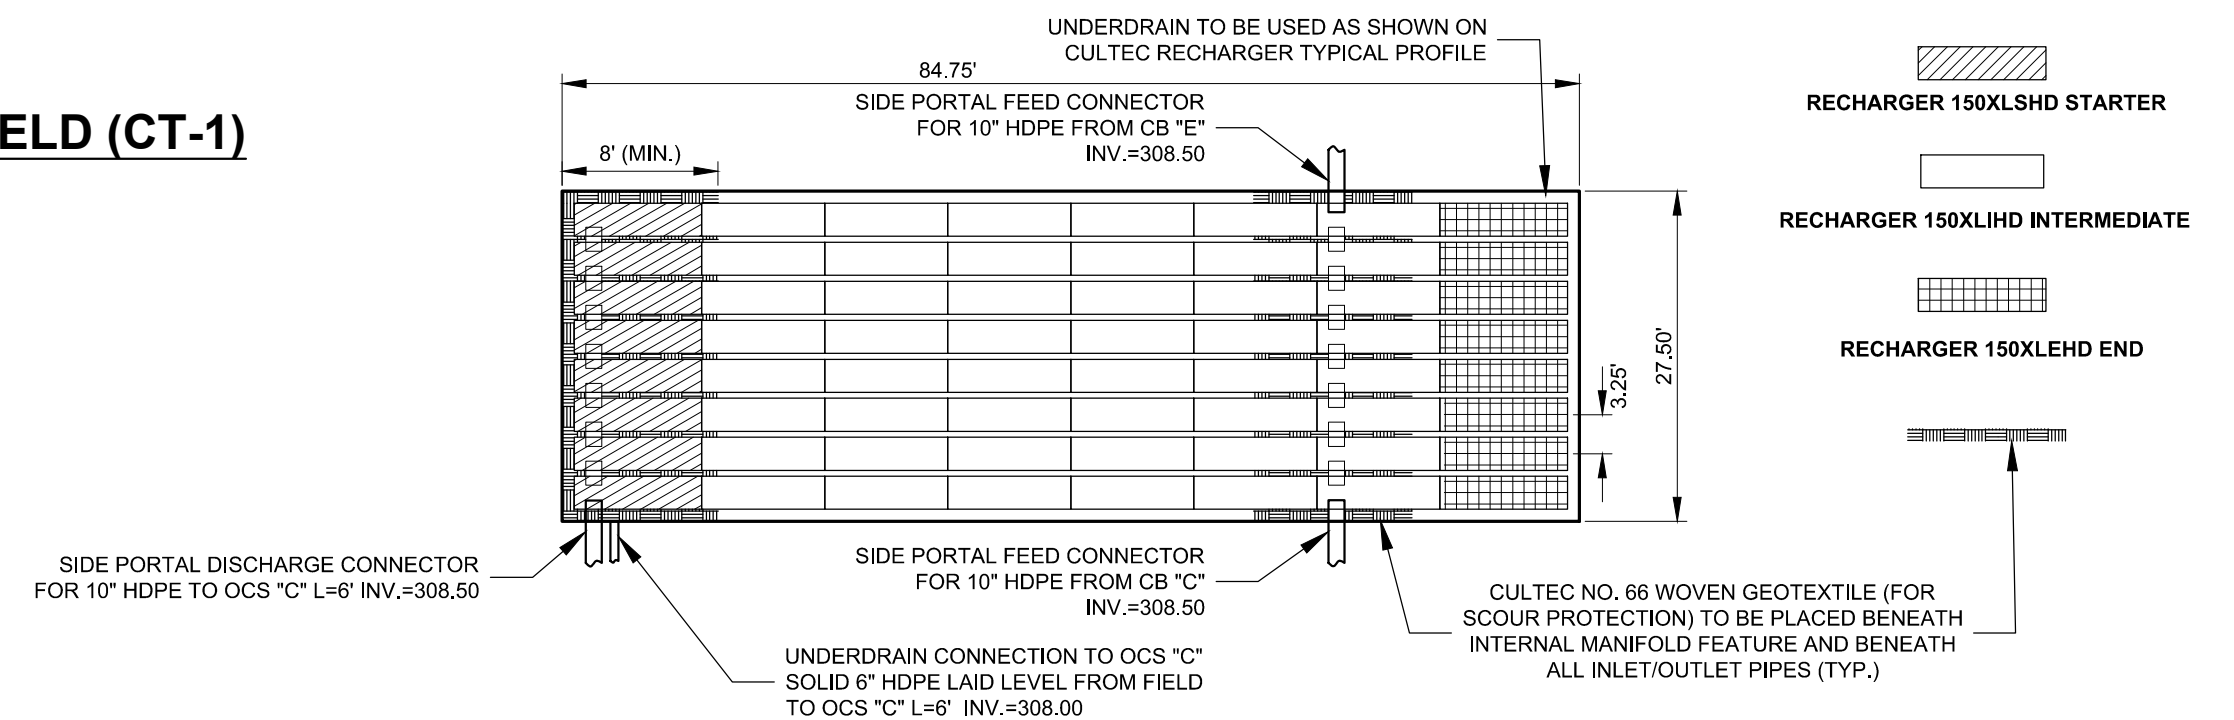 IELD (CT-1)
84.75'
8' (MIN.)
UNDERDRAIN TO BE USED AS SHOWN ON
CULTEC RECHARGER TYPICAL PROFILE
SIDE PORTAL FEED CONNECTOR
FOR 10" HDPE FROM CB "E"
INV.=308.50
27.50'
3.25'
SIDE PORTAL DISCHARGE CONNECTOR
FOR 10" HDPE TO OCS "C" L=6' INV.=308.50
SIDE PORTAL FEED CONNECTOR
FOR 10" HDPE FROM CB "C"
INV.=308.50
UNDERDRAIN CONNECTION TO OCS "C"
SOLID 6" HDPE LAID LEVEL FROM FIELD
TO OCS "C" L=6' INV.=308.00
CULTEC NO. 66 WOVEN GEOTEXTILE (FOR
SCOUR PROTECTION) TO BE PLACED BENEATH
INTERNAL MANIFOLD FEATURE AND BENEATH
ALL INLET/OUTLET PIPES (TYP.)
RECHARGER 150XLSHD STARTER
RECHARGER 150XLIHD INTERMEDIATE
RECHARGER 150XLEHD END